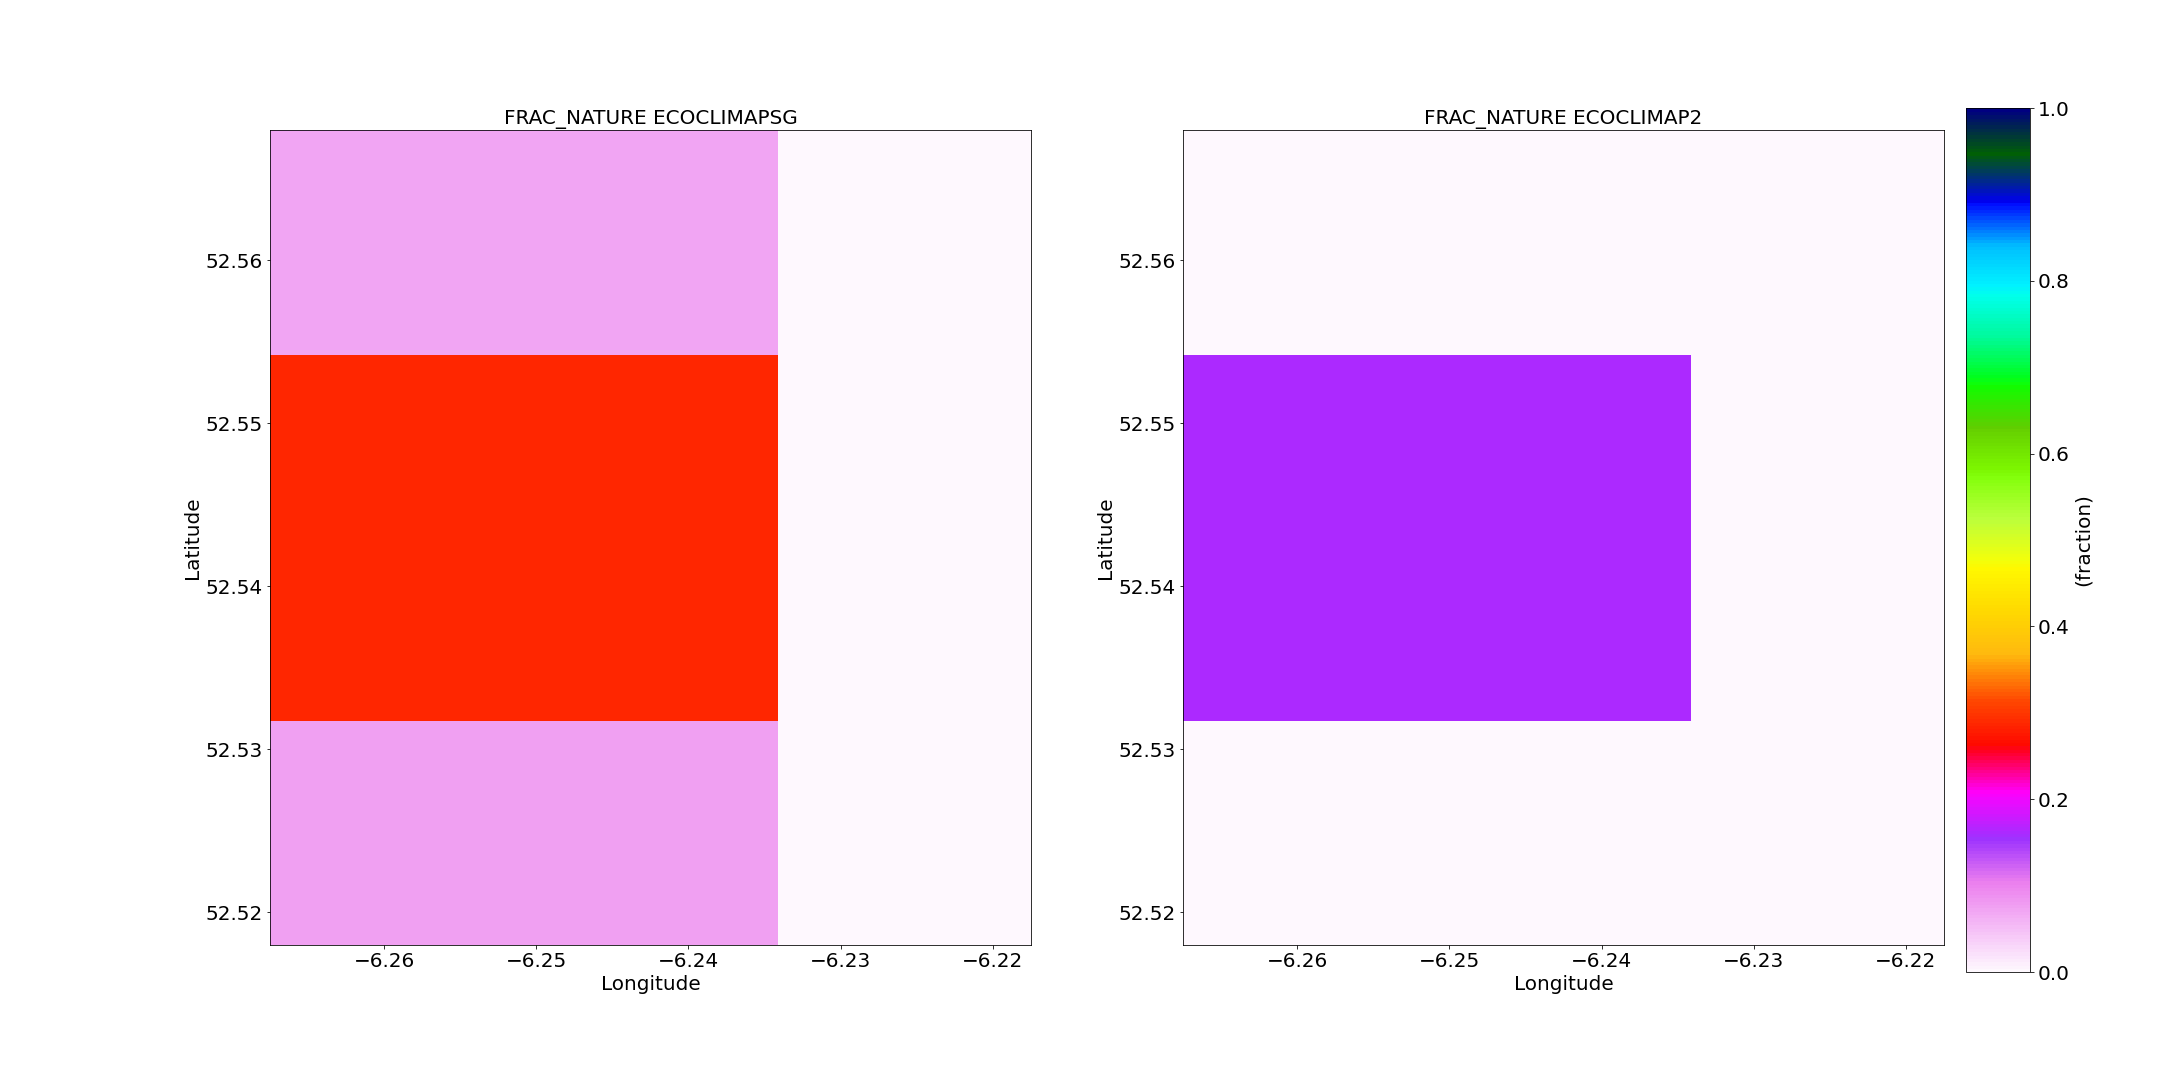 FRAC_NATURE ECOCLIMAPSG
52.56
52.55
52.54
52.53
52.52
Latitude
−6.26 −6.25 −6.24 −6.23 −6.22
Longitude
FRAC_NATURE ECOCLIMAP2
52.56
52.55
52.54
52.53
52.52
Latitude
−6.26 −6.25 −6.24 −6.23 −6.22
Longitude
1.0
0.8
0.6
0.4
0.2
0.0
(fraction)